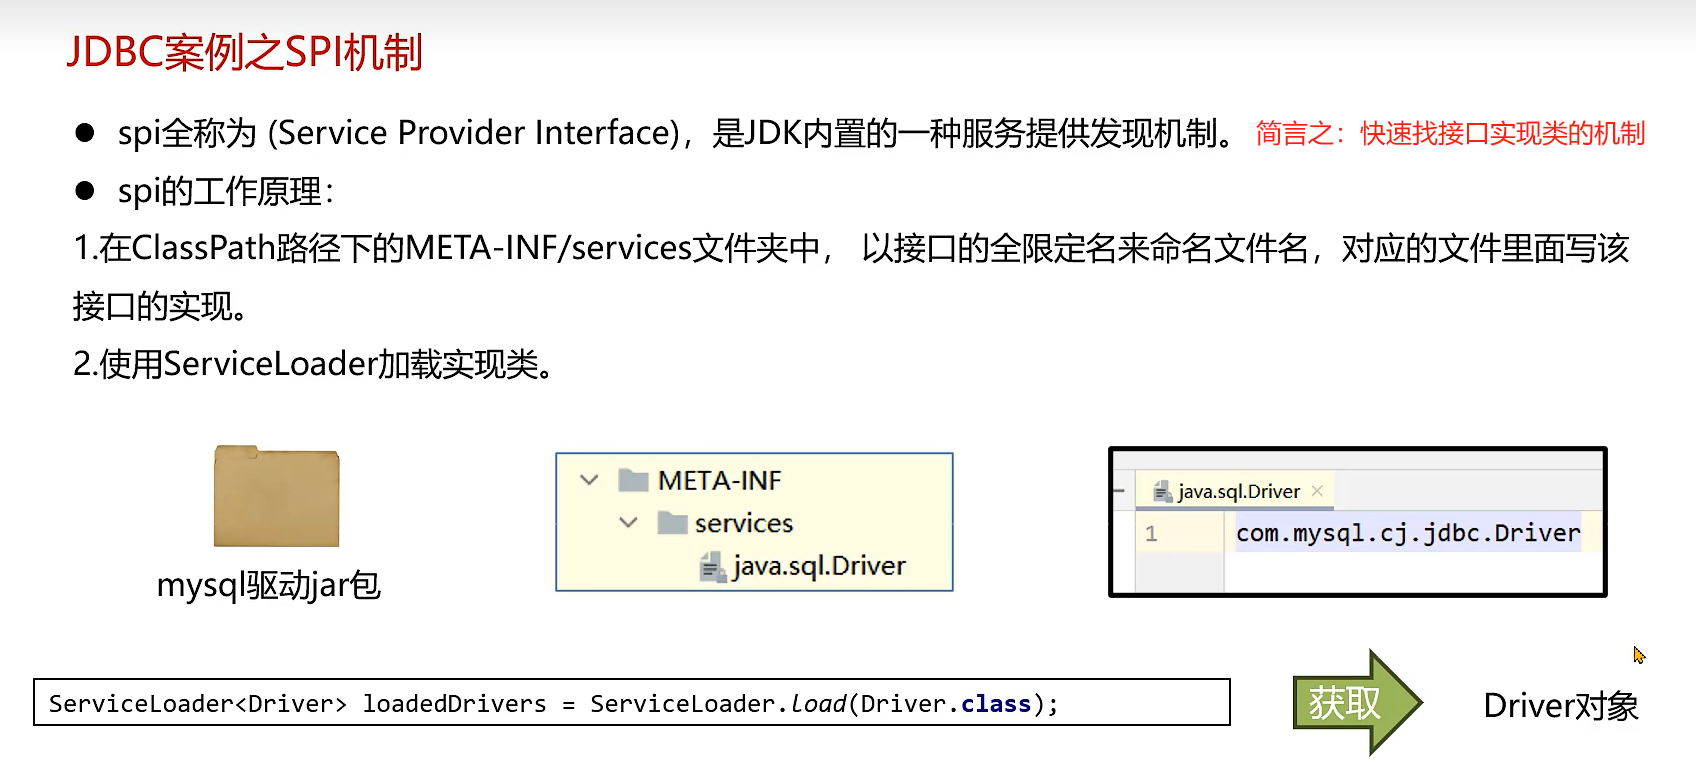 JDBC案例之SPI机制
spi全称为 (Service Provider Interface)，是JDK内置的一种服务提供发现机制。 简言之：快速找接口实现类的机制
spi的工作原理：
1.在ClassPath路径下的META-INF/services文件夹中， 以接口的全限定名来命名文件名，对应的文件里面写该
接口的实现。
2.使用ServiceLoader加载实现类。
mysql驱动jar包
META-INF
services
java.sql.Driver
java.sql.Driver
1 com.mysql.cj.jdbc.Driver
ServiceLoader<Driver> loadedDrivers = ServiceLoader.load(Driver.class);
获取
Driver对象